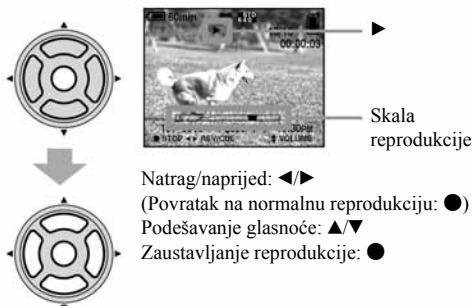 60min
00:00:03
▶
Skala
reprodukcije
● STOP ◀▶ REV/CUE ▲▼ VOLUME
Natrag/naprijed: ◀/▶
(Povratak na normalnu reprodukciju: ●)
Podešavanje glasnoće: ▲/▼
Zaustavljanje reprodukcije: ●